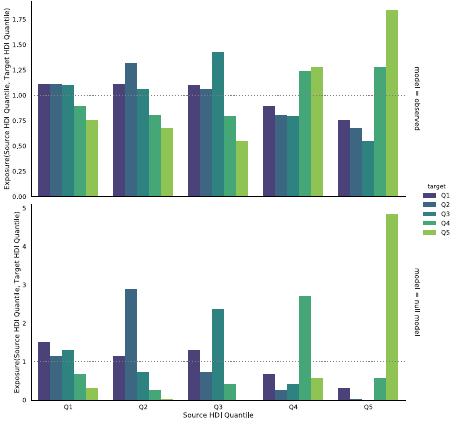 Exposure(Source HDI Quantile, Target HDI Quantile)
1.75
1.50
1.25
1.00
0.75
0.50
0.25
0.00
model = observed
target
Q1
Q2
Q3
Q4
Q5
Exposure(Source HDI Quantile, Target HDI Quantile)
5
4
3
2
1
0
model = null model
Q1 Q2 Q3 Q4 Q5
Source HDI Quantile